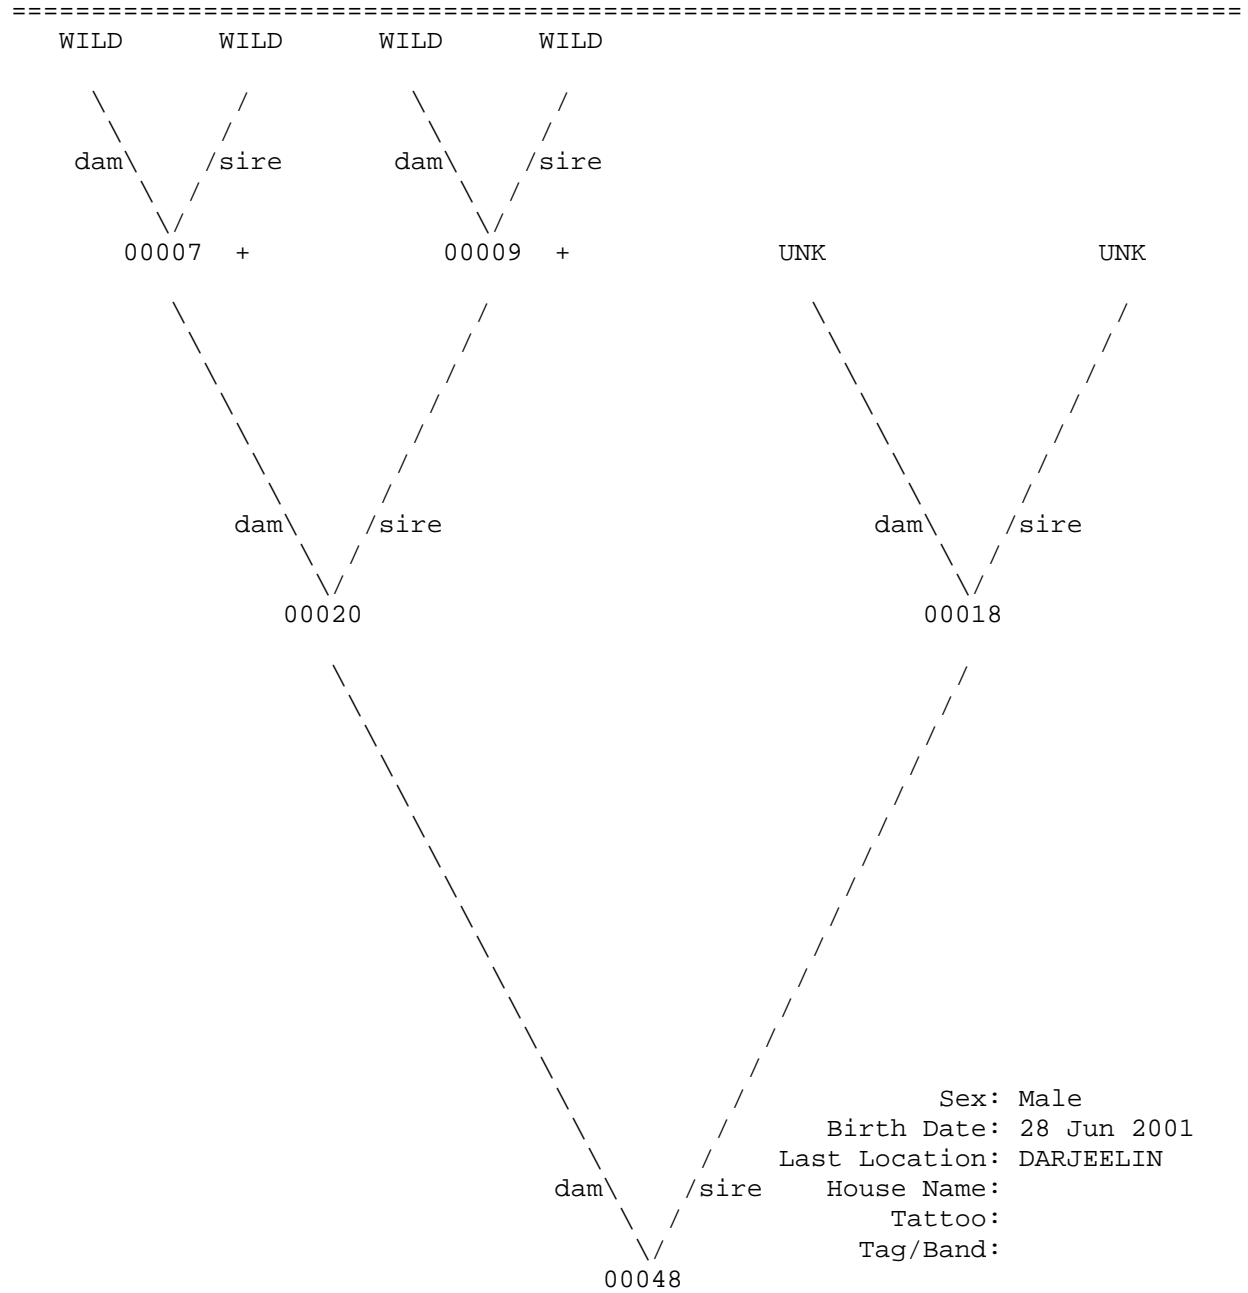 ==============================================================================
WILD WILD WILD WILD
dam sire dam sire
00007 + 00009 + UNK UNK
dam sire dam sire
00020 00018
Sex: Male
Birth Date: 28 Jun 2001
Last Location: DARJEELIN
dam sire House Name:
Tattoo:
Tag/Band:
00048